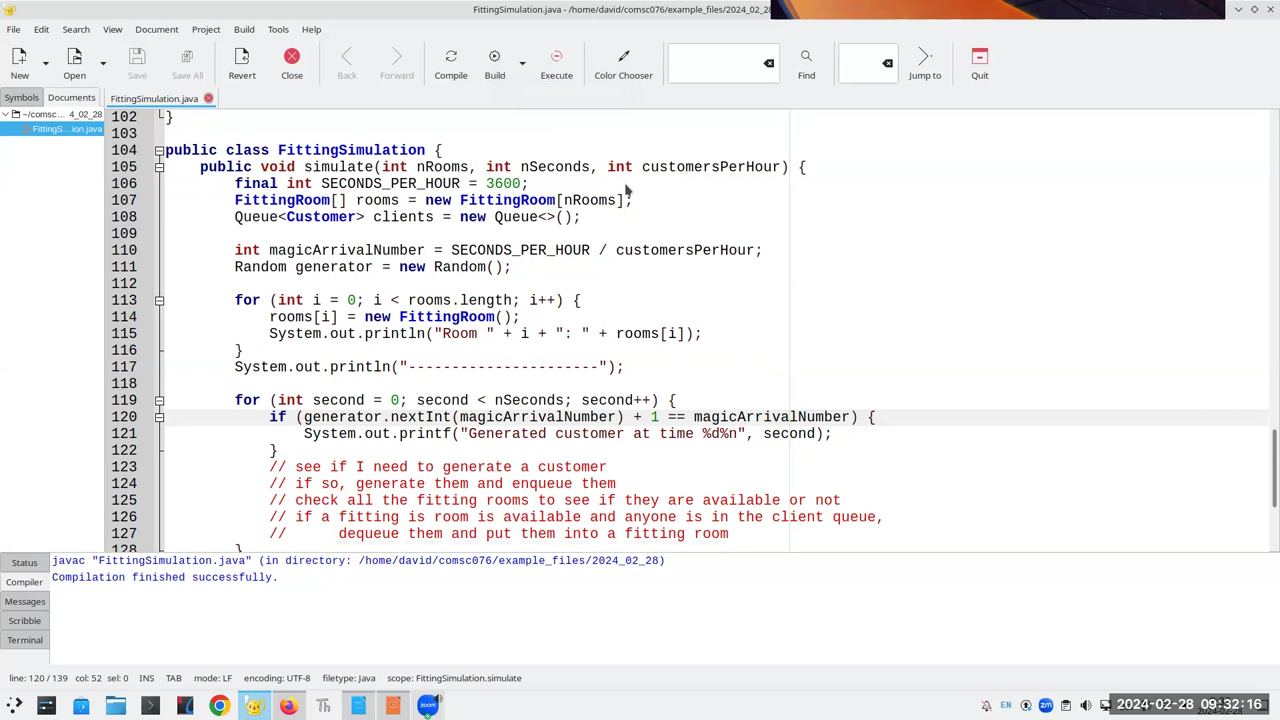 FittingSimulation.java - /home/david/comsc076/example_files/2024_02_28
File Edit Search View Document Project Build Tools Help
New Open Save Save All Revert Close Back Forward Compile Build Execute Color Chooser Find Jump to Quit
Symbols Documents FittingSimulation.java
~/comsc… 4_02_28
FittingS…ion.java
102 }
103
104 public class FittingSimulation {
105 public void simulate(int nRooms, int nSeconds, int customersPerHour) {
106 final int SECONDS_PER_HOUR = 3600;
107 FittingRoom[] rooms = new FittingRoom[nRooms];
108 Queue<Customer> clients = new Queue<>();
109
110 int magicArrivalNumber = SECONDS_PER_HOUR / customersPerHour;
111 Random generator = new Random();
112
113 for (int i = 0; i < rooms.length; i++) {
114 rooms[i] = new FittingRoom();
115 System.out.println("Room " + i + ": " + rooms[i]);
116 }
117 System.out.println("----------------------");
118
119 for (int second = 0; second < nSeconds; second++) {
120 if (generator.nextInt(magicArrivalNumber) + 1 == magicArrivalNumber) {
121 System.out.printf("Generated customer at time %d%n", second);
122 }
123 // see if I need to generate a customer
124 // if so, generate them and enqueue them
125 // check all the fitting rooms to see if they are available or not
126 // if a fitting is room is available and anyone is in the client queue,
127 // dequeue them and put them into a fitting room
128 }
Status
Compiler
Messages
Scribble
Terminal
javac "FittingSimulation.java" (in directory: /home/david/comsc076/example_files/2024_02_28)
Compilation finished successfully.
line: 120 / 139 col: 52 sel: 0 INS TAB mode: LF encoding: UTF-8 filetype: Java scope: FittingSimulation.simulate
Th zoom EN zm 2024-02-28 09:32:16